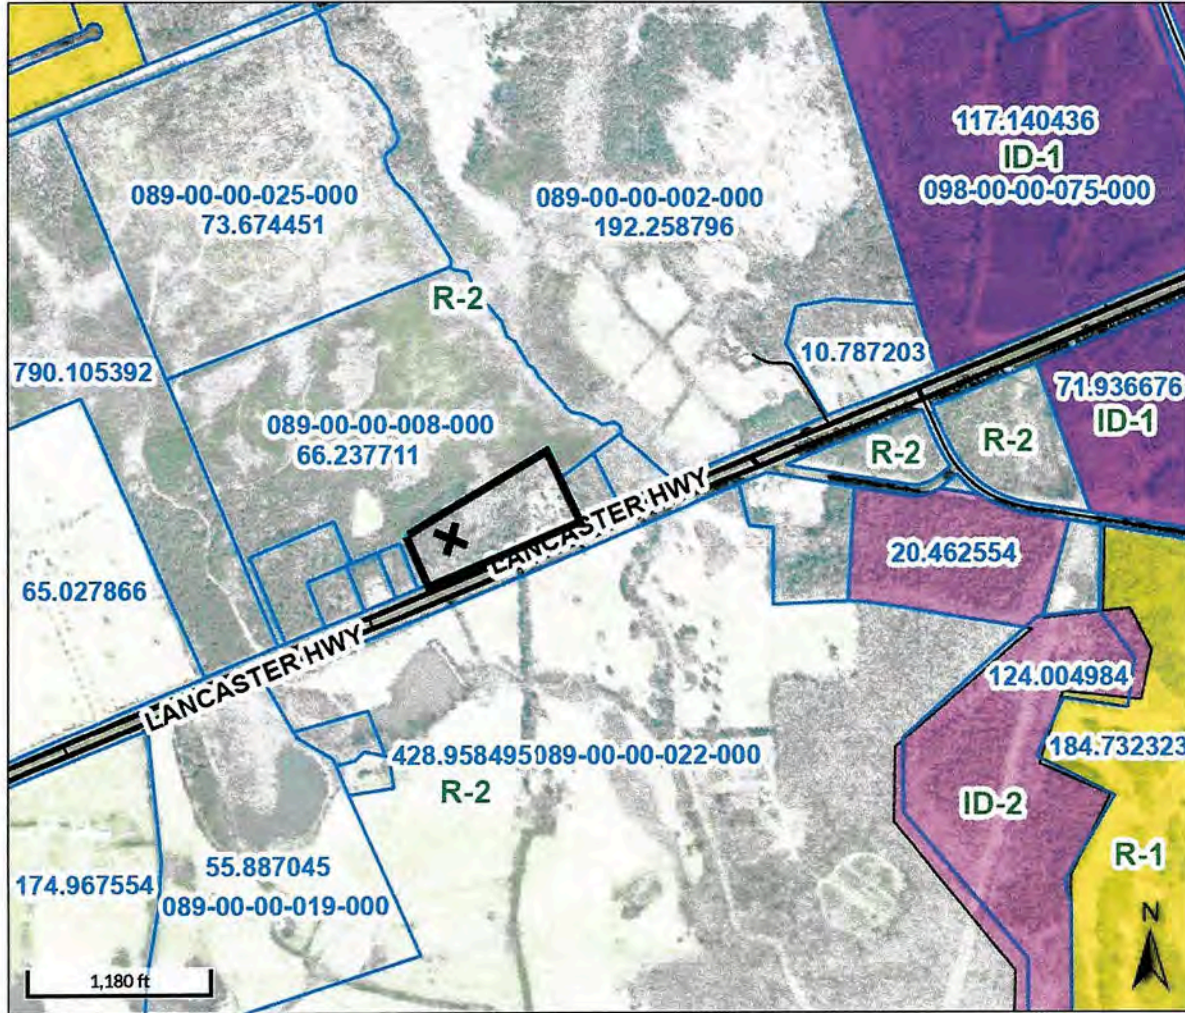 117.140436
ID-1
098-00-00-075-000
089-00-00-025-000
73.674451
089-00-00-002-000
192.258796
R-2
10.787203
790.105392
71.936676
ID-1
089-00-00-008-000
66.237711
R-2
R-2
LANCASTER HWY
20.462554
65.027866
LANCASTER HWY
124.004984
428.958495
089-00-00-022-000
184.732323
R-2
ID-2
R-1
55.887045
174.967554
089-00-00-019-000
N
1,180 ft